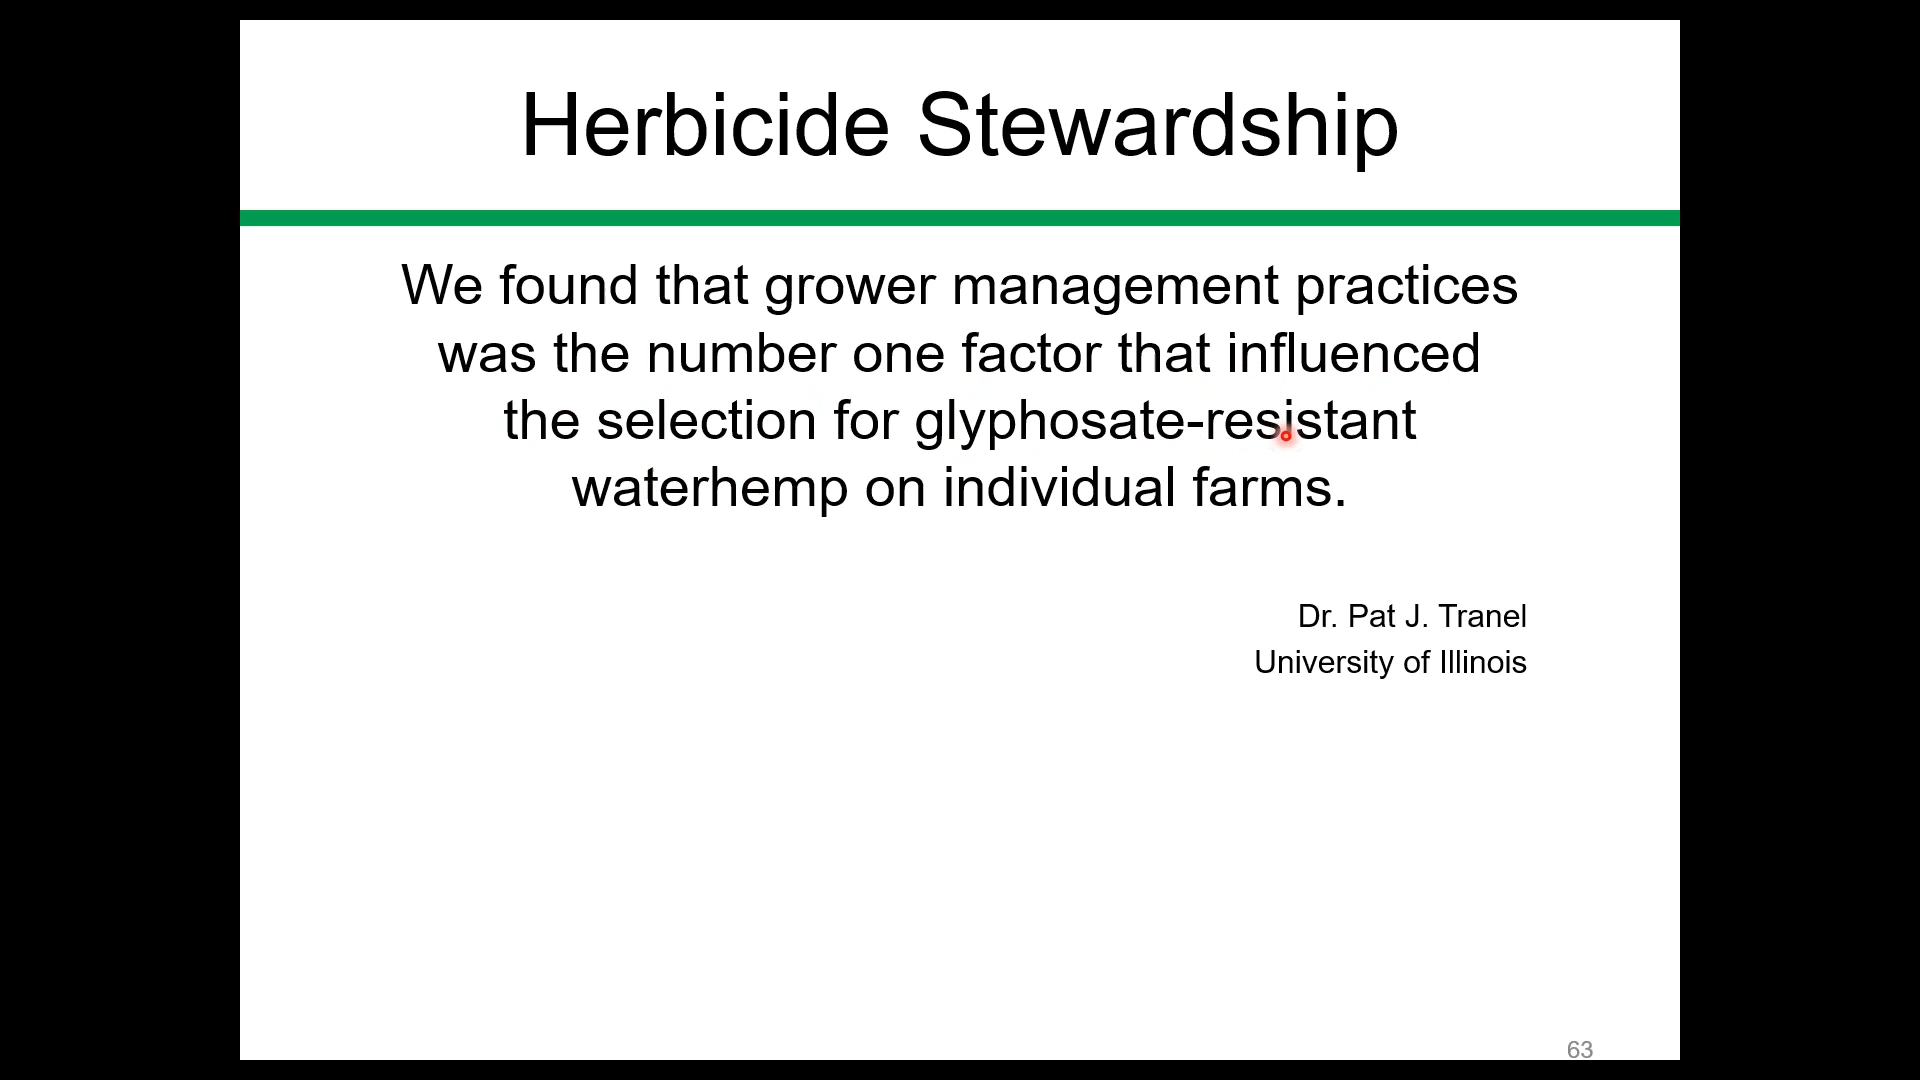 Herbicide Stewardship
We found that grower management practices
was the number one factor that influenced
the selection for glyphosate-resistant
waterhemp on individual farms.
Dr. Pat J. Tranel
University of Illinois
63